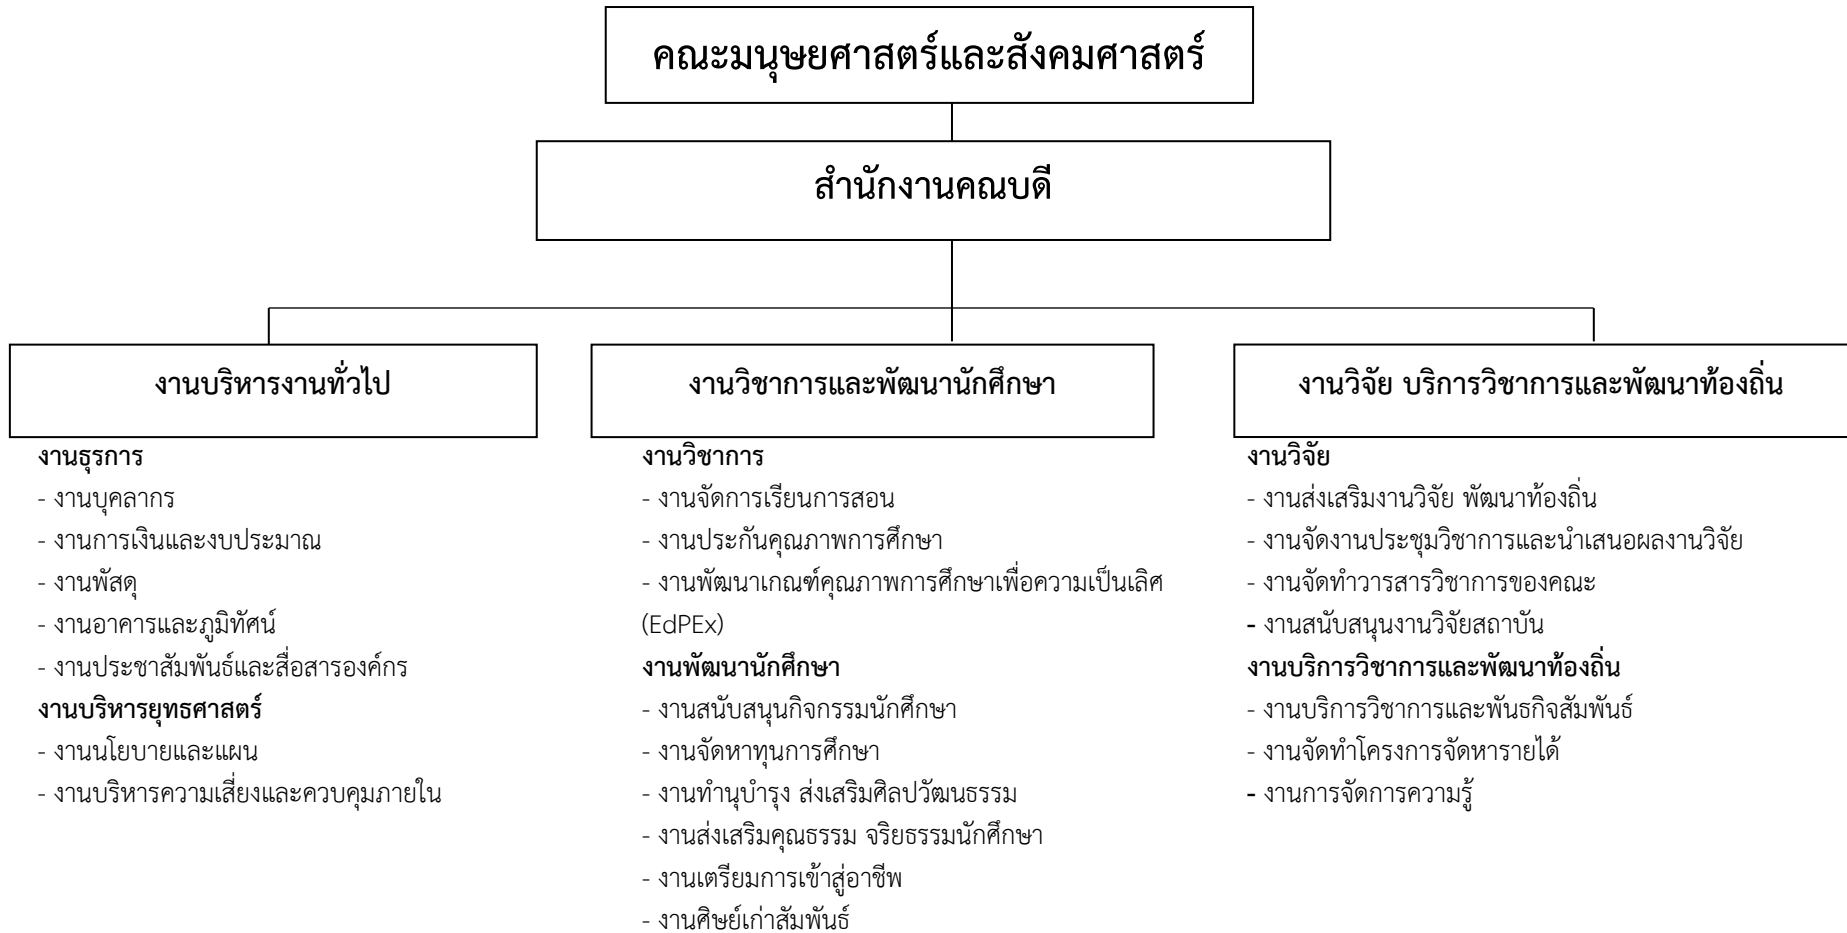 คณะมนุษยศาสตร์และสังคมศาสตร์
สำนักงานคณบดี
งานบริหารงานทั่วไป
งานธุรการ
- งานบุคลากร
- งานการเงินและงบประมาณ
- งานพัสดุ
- งานอาคารและภูมิทัศน์
- งานประชาสัมพันธ์และสื่อสารองค์กร
งานบริหารยุทธศาสตร์
- งานนโยบายและแผน
- งานบริหารความเสี่ยงและควบคุมภายใน
งานวิชาการและพัฒนานักศึกษา
งานวิชาการ
- งานจัดการเรียนการสอน
- งานประกันคุณภาพการศึกษา
- งานพัฒนาเกณฑ์คุณภาพการศึกษาเพื่อความเป็นเลิศ
(EdPEx)
งานพัฒนานักศึกษา
- งานสนับสนุนกิจกรรมนักศึกษา
- งานจัดหาทุนการศึกษา
- งานทำนุบำรุง ส่งเสริมศิลปวัฒนธรรม
- งานส่งเสริมคุณธรรม จริยธรรมนักศึกษา
- งานเตรียมการเข้าสู่อาชีพ
- งานศิษย์เก่าสัมพันธ์
งานวิจัย บริการวิชาการและพัฒนาท้องถิ่น
งานวิจัย
- งานส่งเสริมงานวิจัย พัฒนาท้องถิ่น
- งานจัดงานประชุมวิชาการและนำเสนอผลงานวิจัย
- งานจัดทำวารสารวิชาการของคณะ
- งานสนับสนุนงานวิจัยสถาบัน
งานบริการวิชาการและพัฒนาท้องถิ่น
- งานบริการวิชาการและพันธกิจสัมพันธ์
- งานจัดทำโครงการจัดหารายได้
- งานการจัดการความรู้